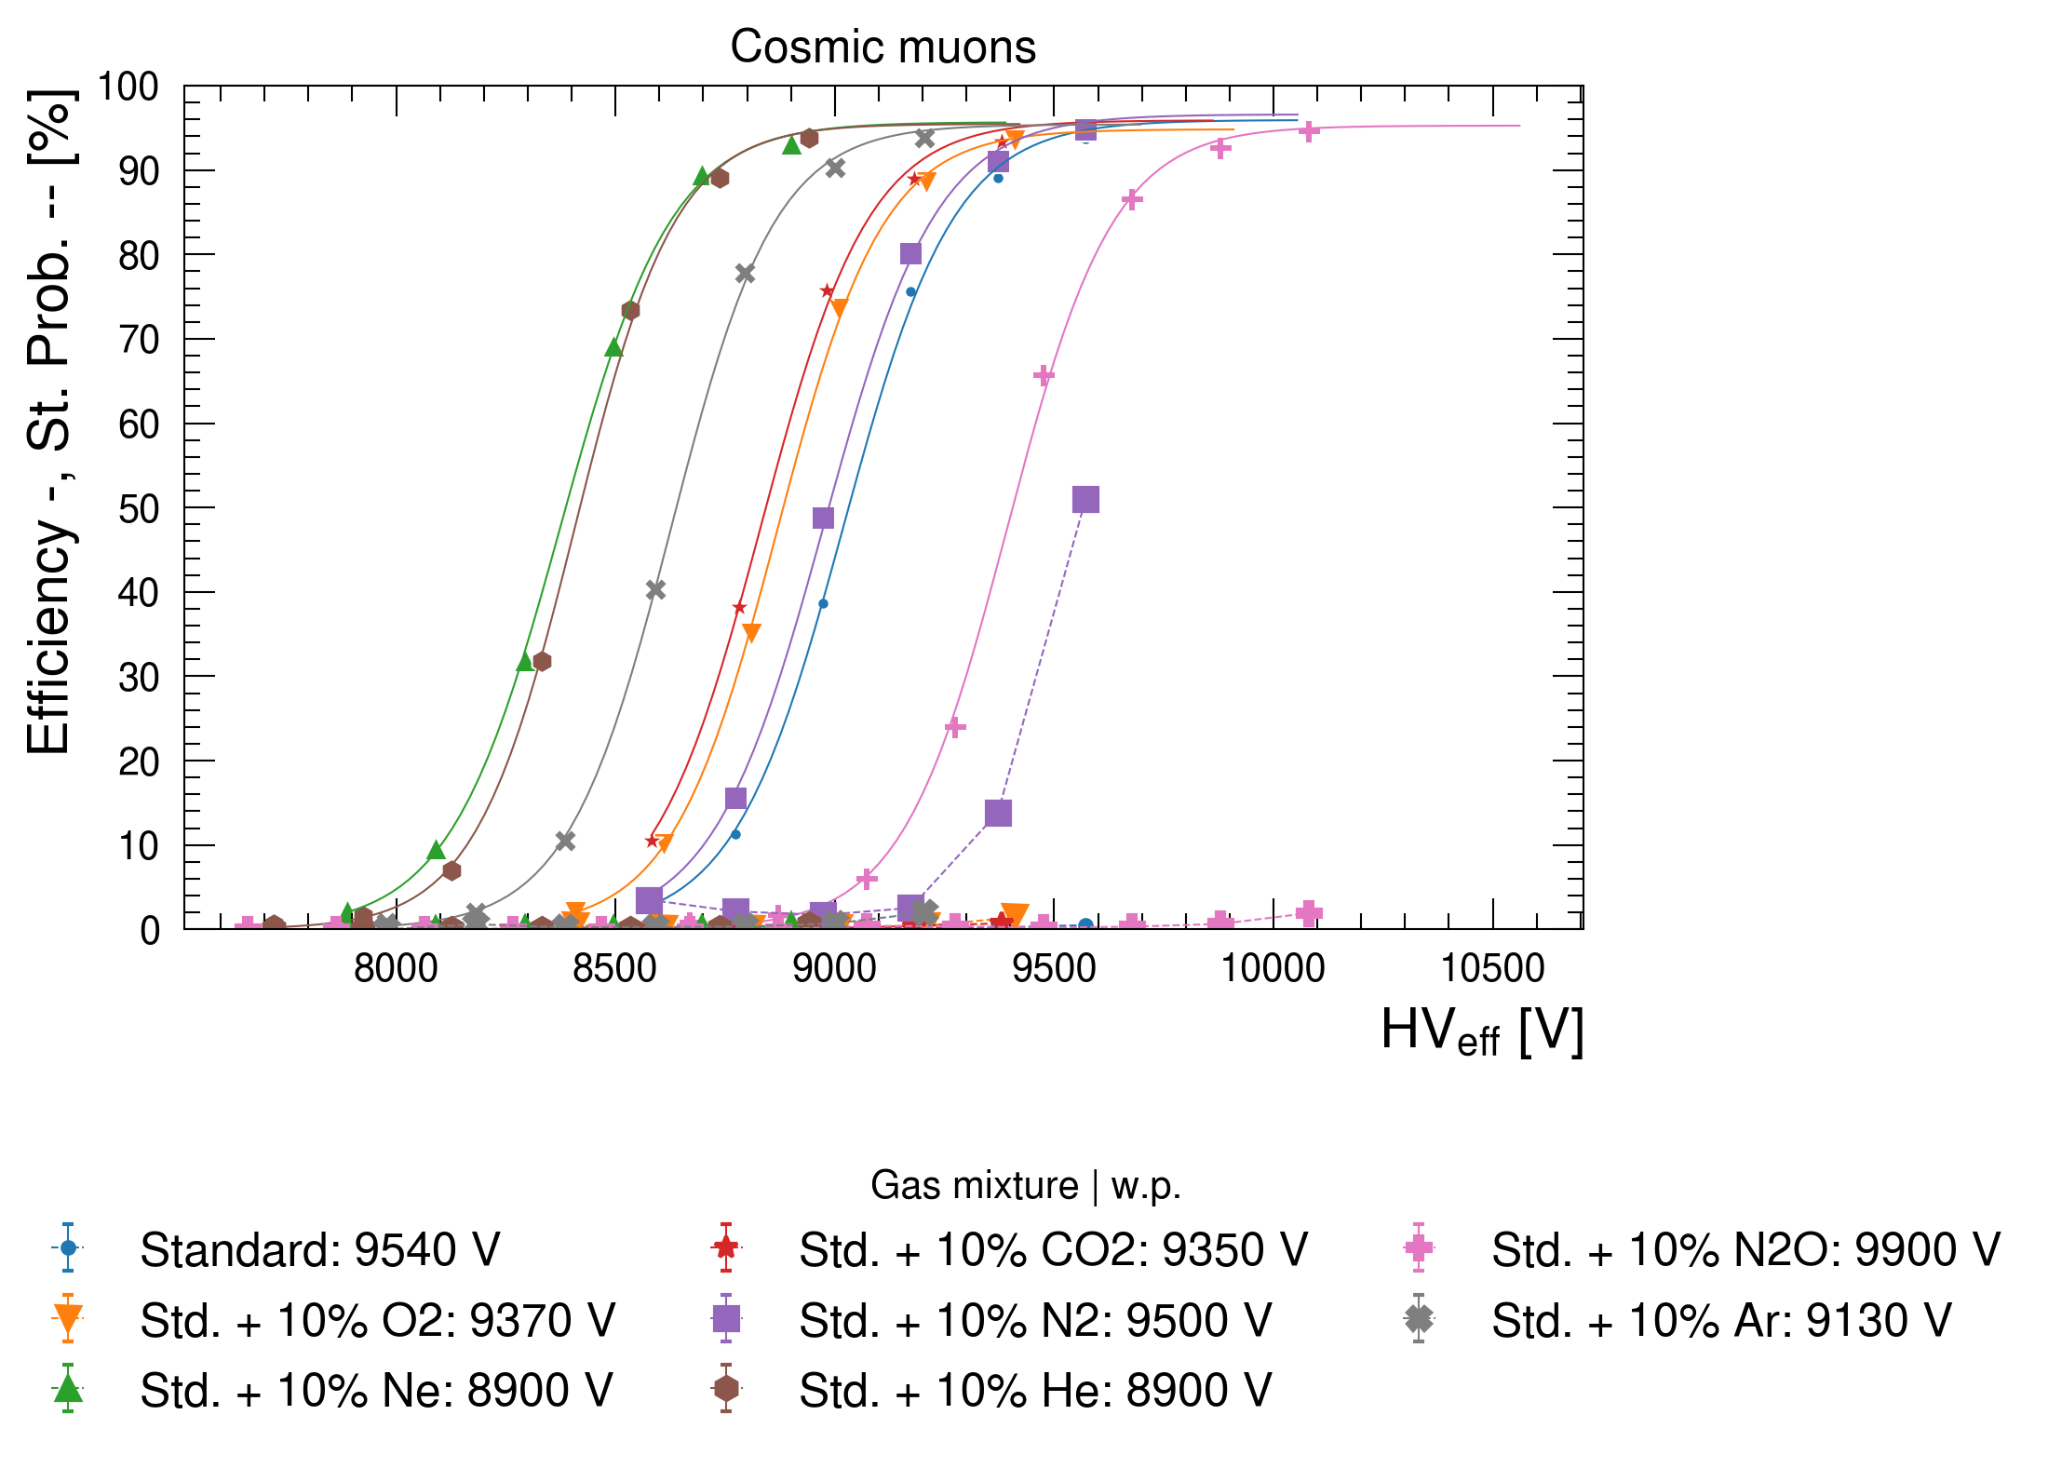 Cosmic muons
Efficiency -, St. Prob. -- [%]
100
90
80
70
60
50
40
30
20
10
0
8000 8500 9000 9500 10000 10500
HVeff [V]
Gas mixture | w.p.
Standard: 9540 V
Std. + 10% O2: 9370 V
Std. + 10% Ne: 8900 V
Std. + 10% CO2: 9350 V
Std. + 10% N2: 9500 V
Std. + 10% He: 8900 V
Std. + 10% N2O: 9900 V
Std. + 10% Ar: 9130 V